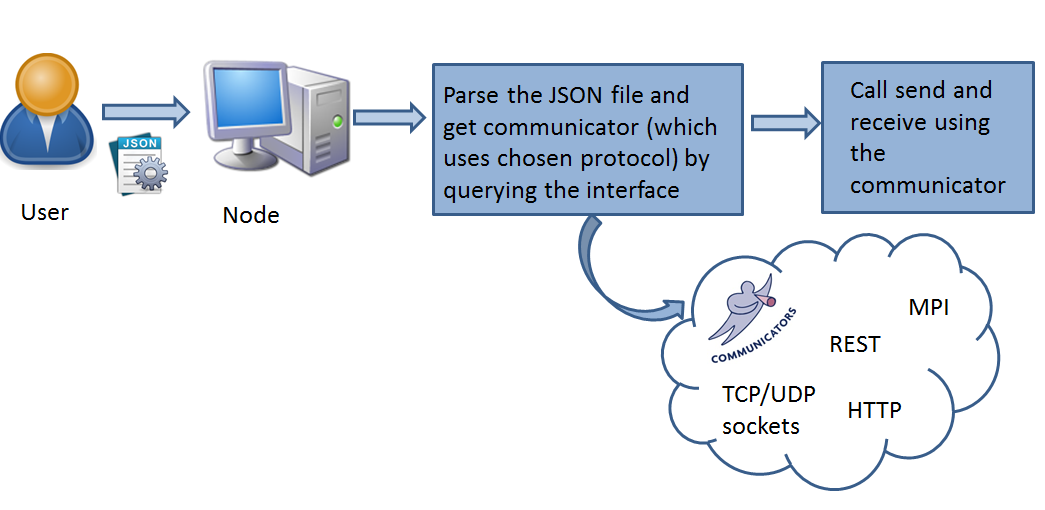 JSON
User
Node
Parse the JSON file and
get communicator (which
uses chosen protocol) by
querying the interface
Call send and
receive using
the
communicator
COMMUNICATORS
MPI
REST
TCP/UDP
sockets
HTTP